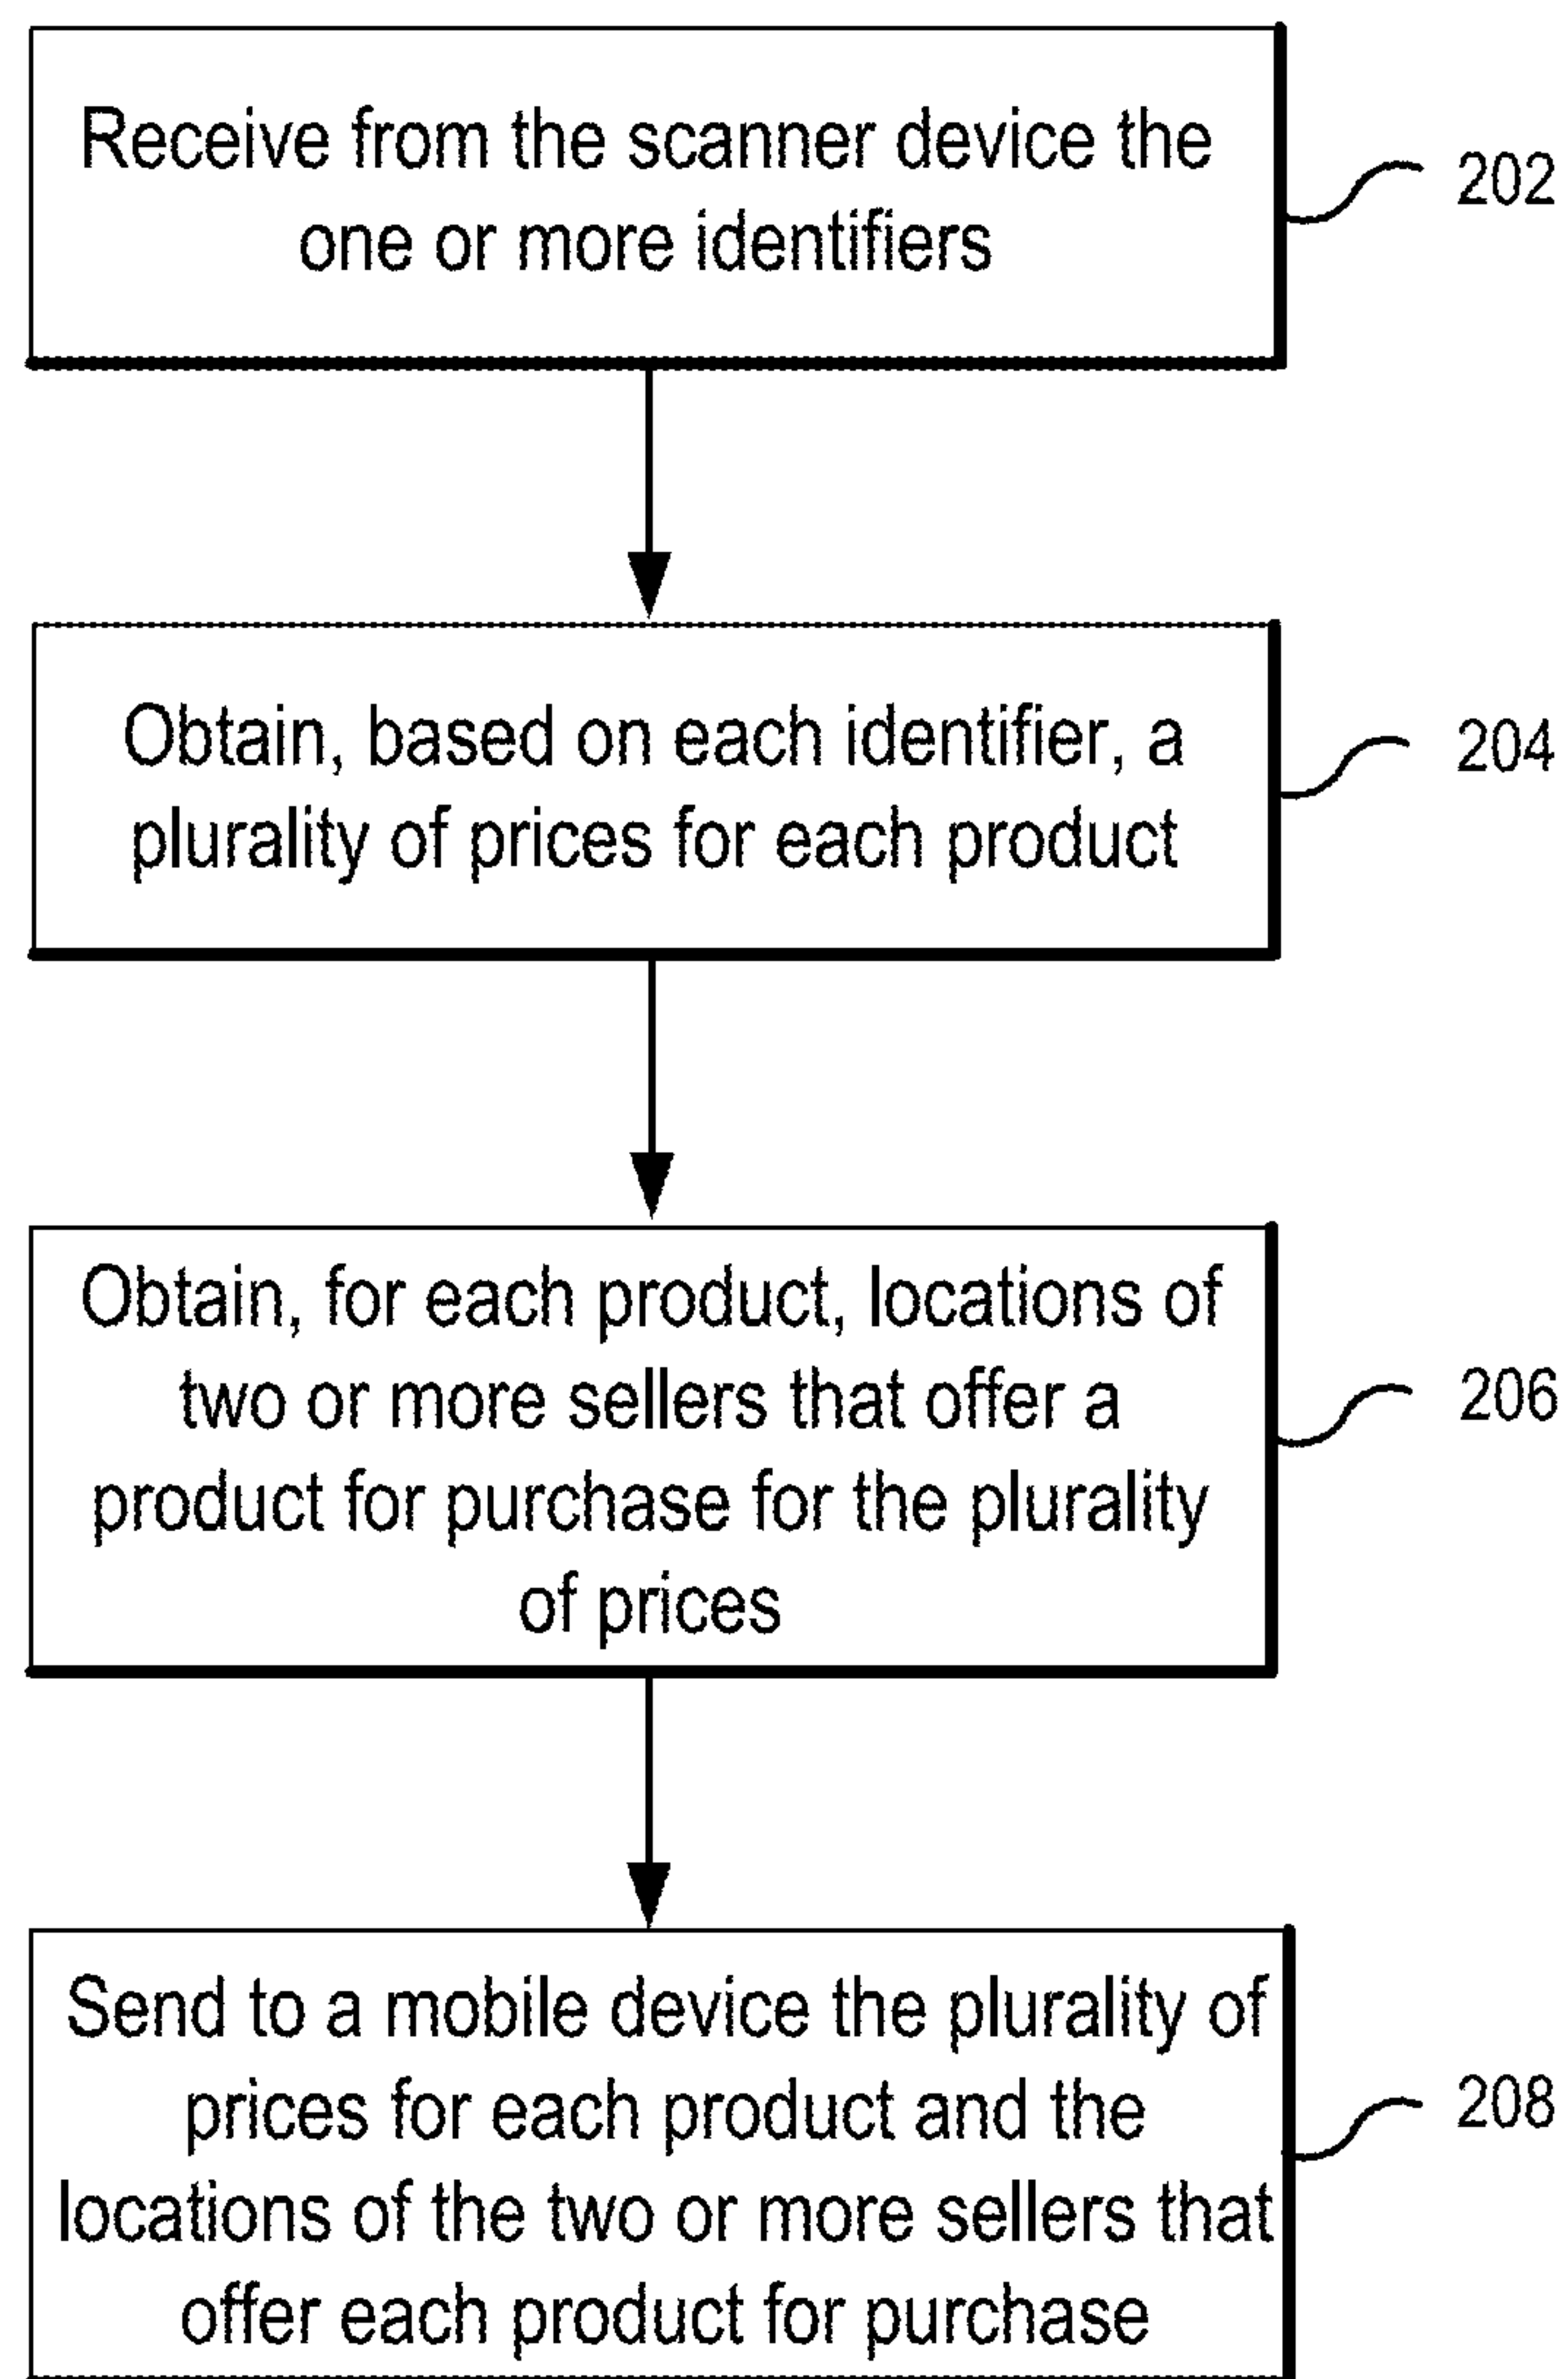 Receive from the scanner device the
one or more identifiers
202
Obtain, based on each identifier, a
plurality of prices for each product
204
Obtain, for each product, locations of
two or more sellers that offer a
product for purchase for the plurality
of prices
206
Send to a mobile device the plurality of
prices for each product and the
locations of the two or more sellers that
offer each product for purchase
208